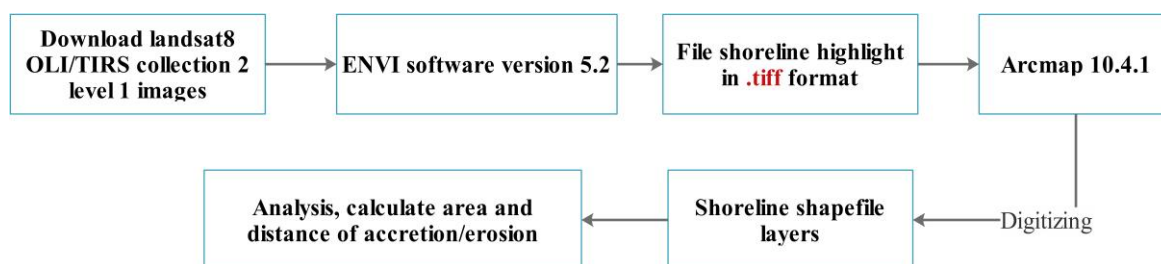 Download landsat8
OLI/TIRS collection 2
level 1 images
ENVI software version 5.2
File shoreline highlight
in .tiff format
Arcmap 10.4.1
Digitizing
Shoreline shapefile
layers
Analysis, calculate area and
distance of accretion/erosion